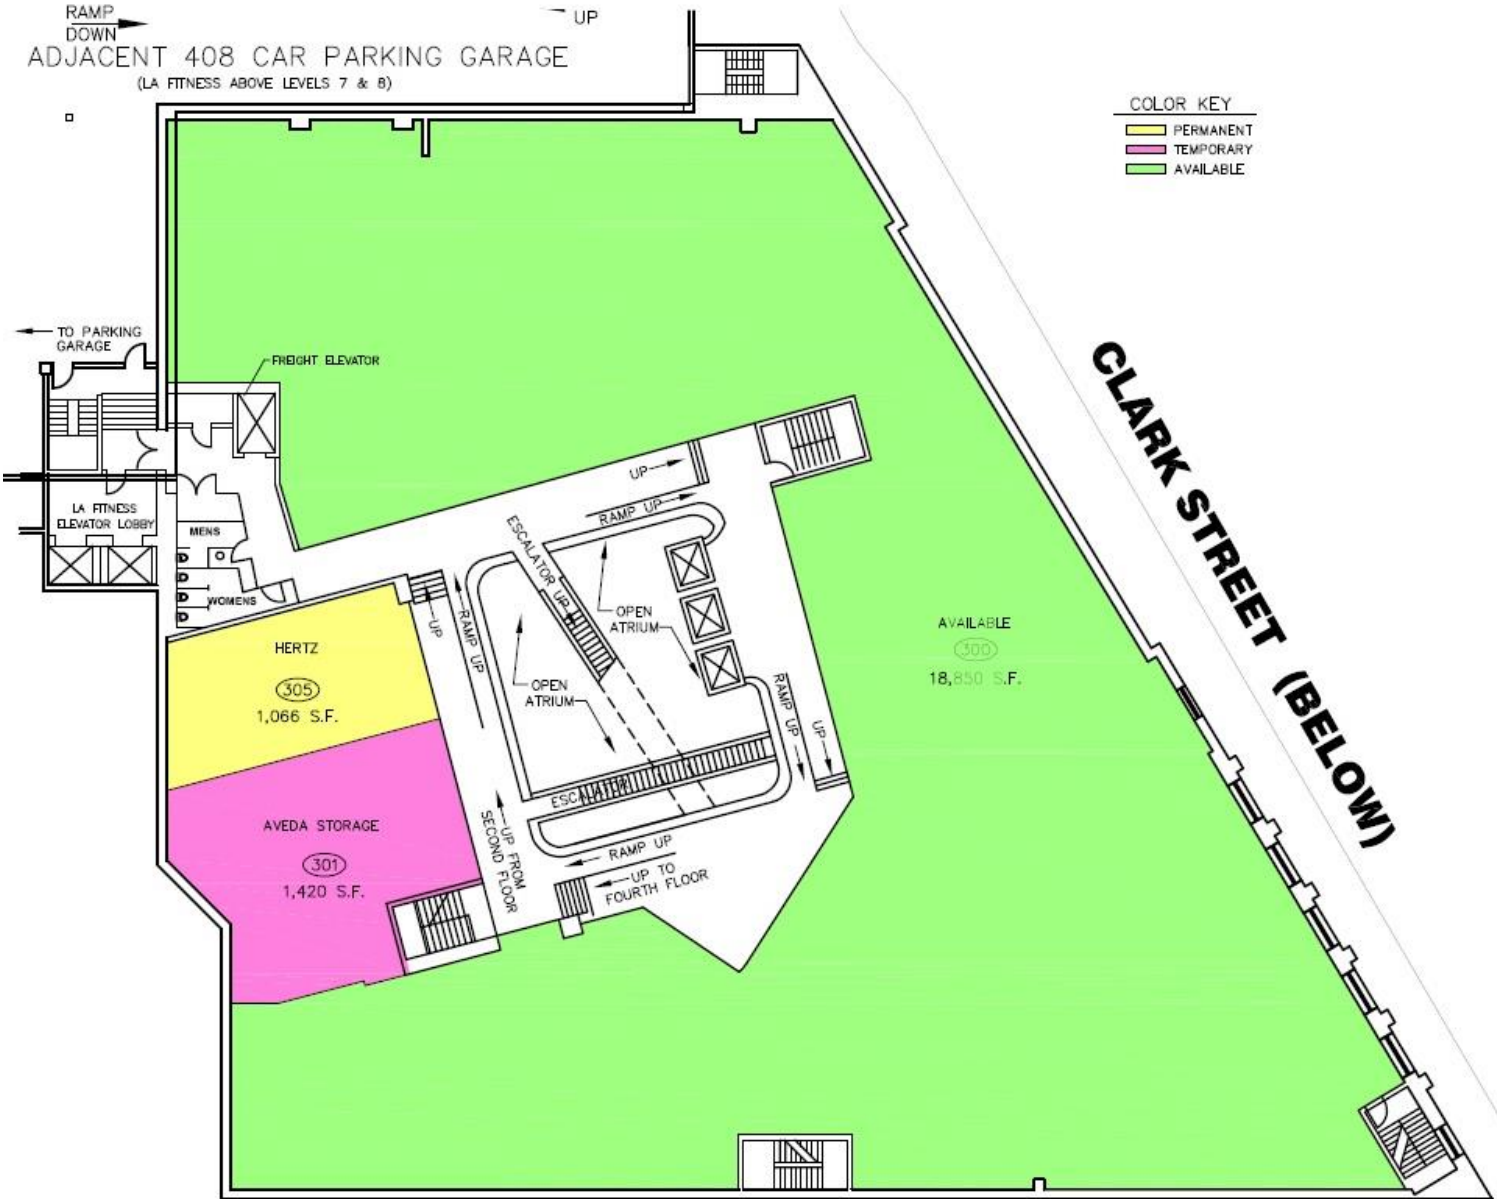 RAMP
DOWN
UP
ADJACENT 408 CAR PARKING GARAGE
(LA FITNESS ABOVE LEVELS 7 & 8)
COLOR KEY
PERMANENT
TEMPORARY
AVAILABLE
TO PARKING
GARAGE
FREIGHT ELEVATOR
CLARK STREET (BELOW)
UP
RAMP UP
LA FITNESS
ELEVATOR LOBBY
MENS
WOMENS
ESCALATOR UP
OPEN
ATRIUM
UP
RAMP UP
OPEN
ATRIUM
HERTZ
305
1,066 S.F.
AVAILABLE
300
18,850 S.F.
RAMP UP
UP
ESCALATOR
AVEDA STORAGE
301
1,420 S.F.
UP FROM
SECOND FLOOR
RAMP UP
UP TO
FOURTH FLOOR